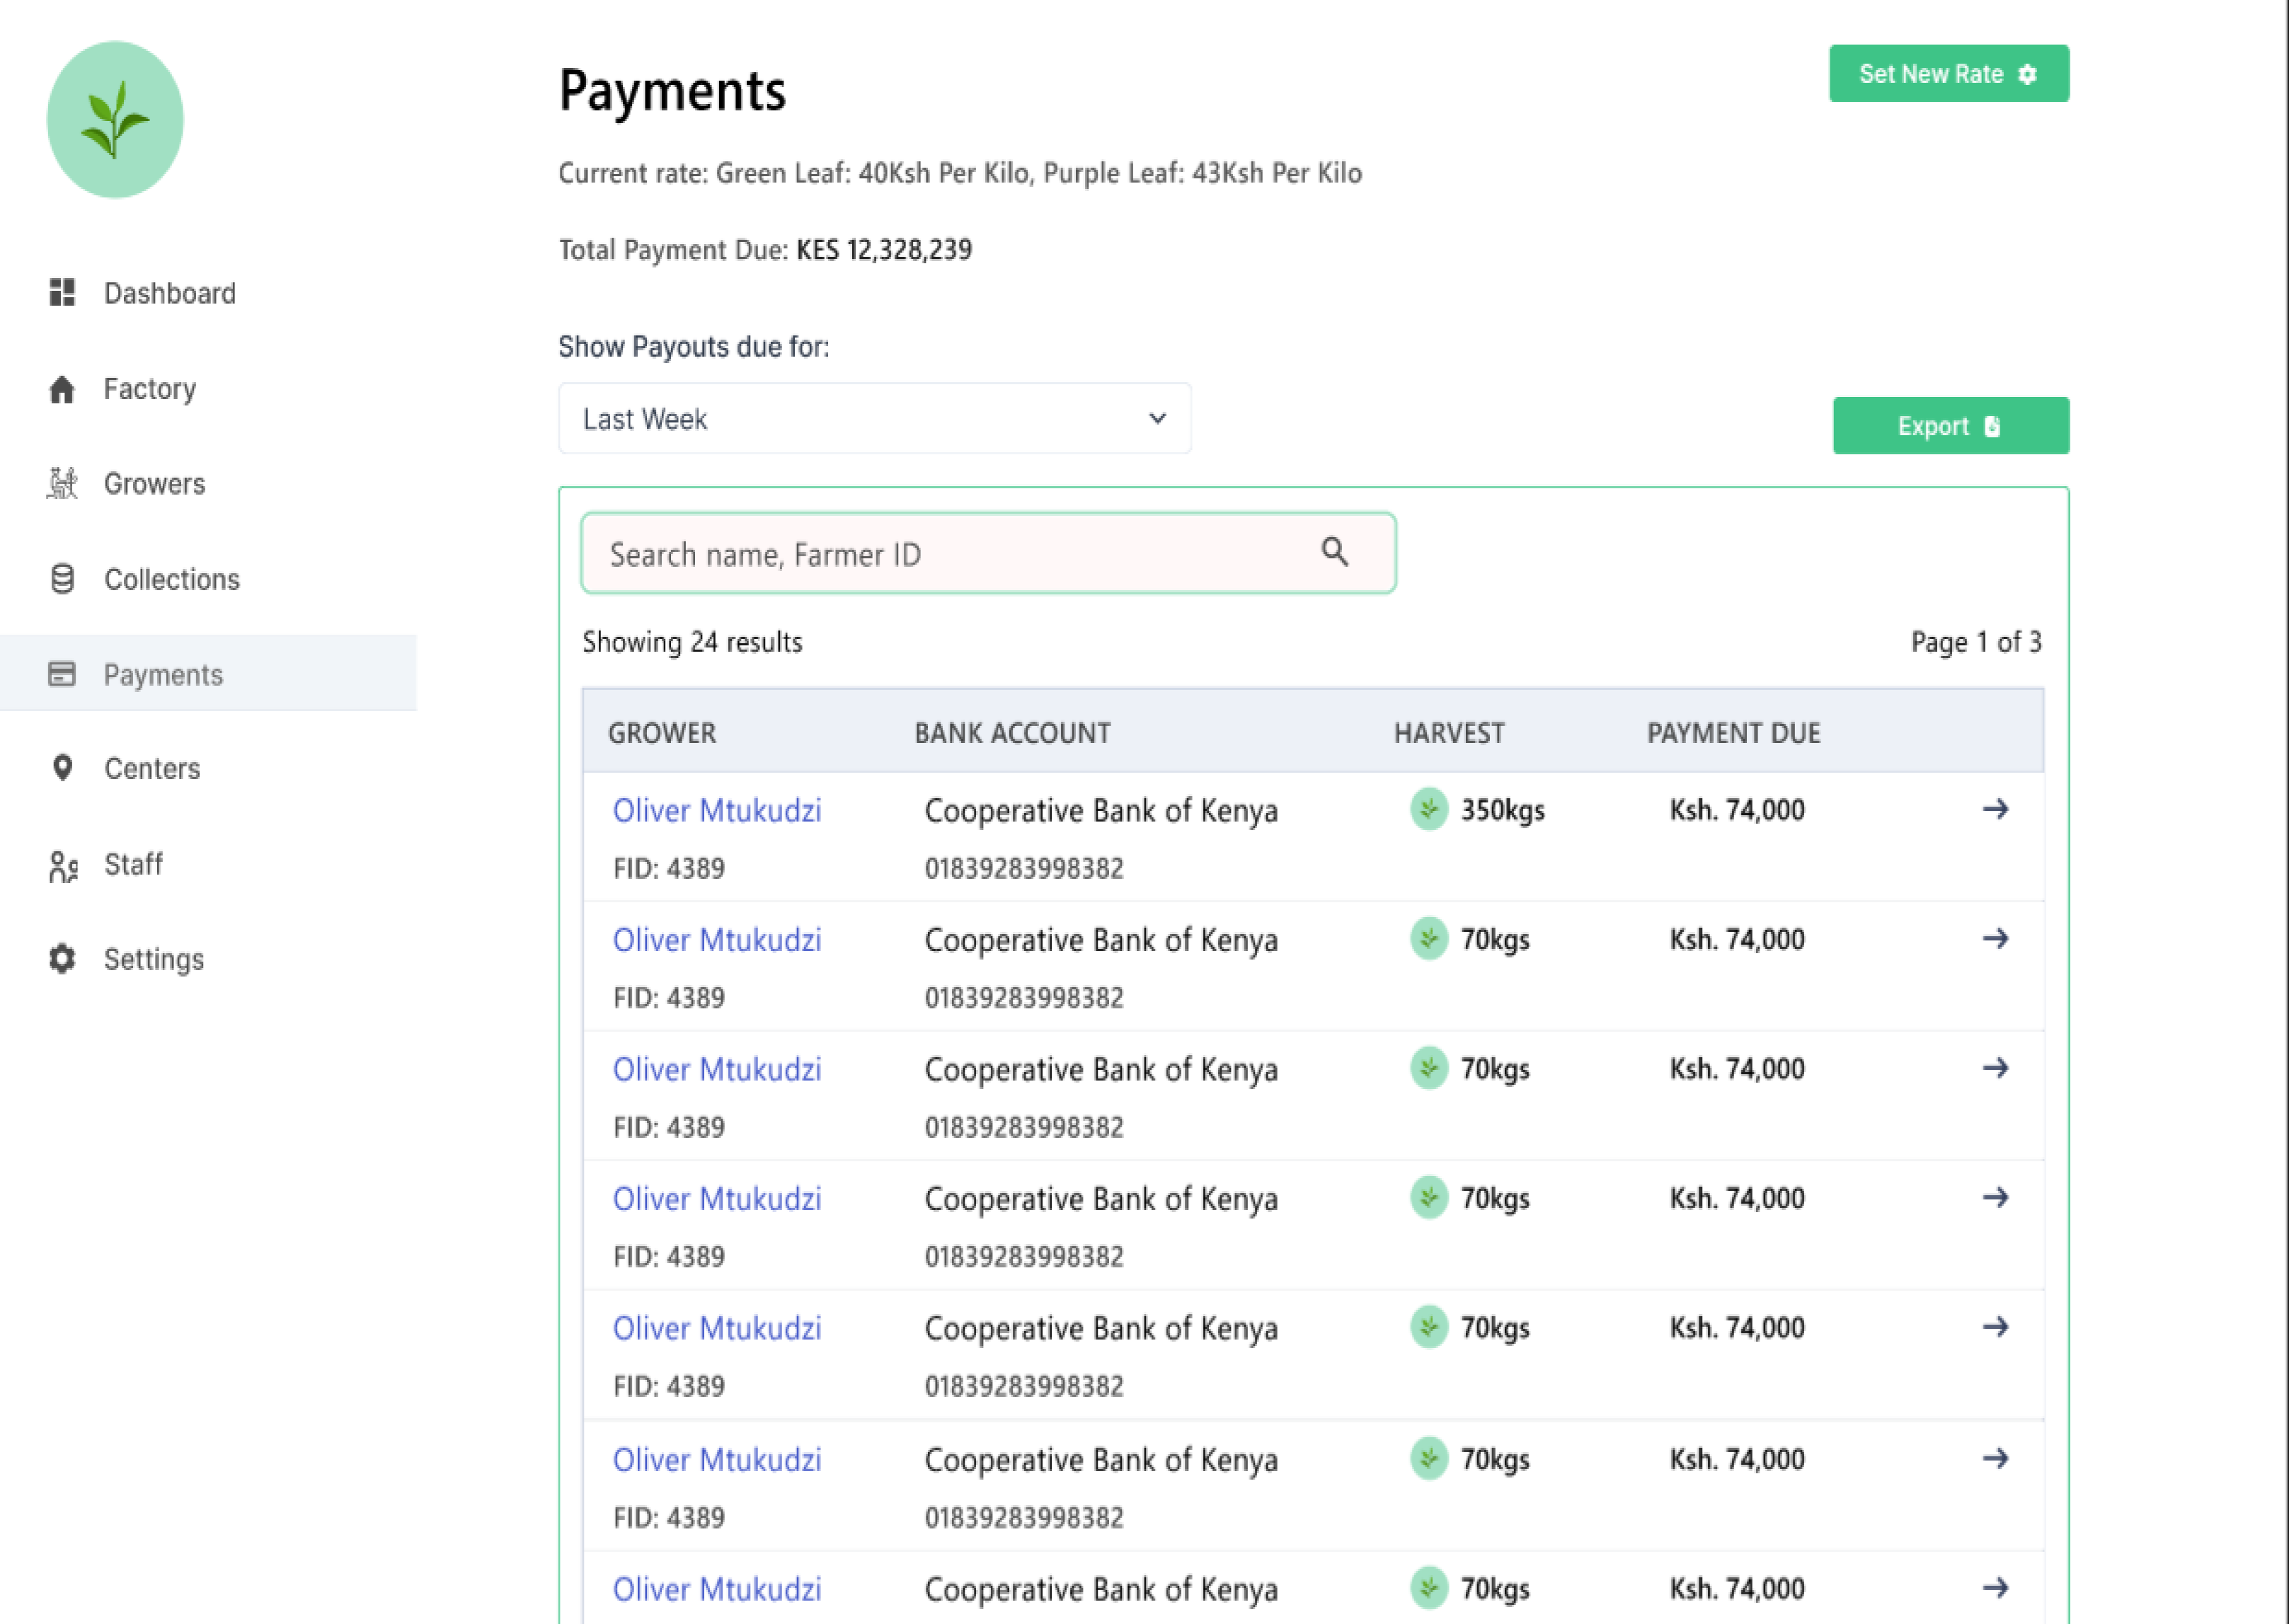 Payments
Set New Rate
Current rate: Green Leaf: 40Ksh Per Kilo, Purple Leaf: 43Ksh Per Kilo
Total Payment Due: KES 12,328,239
Dashboard
Factory
Growers
Collections
Payments
Centers
Staff
Settings
Show Payouts due for:
Last Week
Export
Search name, Farmer ID
Showing 24 results
Page 1 of 3
GROWER BANK ACCOUNT HARVEST PAYMENT DUE
Oliver Mtukudzi Cooperative Bank of Kenya 350kgs Ksh. 74,000
FID: 4389 01839283998382
Oliver Mtukudzi Cooperative Bank of Kenya 70kgs Ksh. 74,000
FID: 4389 01839283998382
Oliver Mtukudzi Cooperative Bank of Kenya 70kgs Ksh. 74,000
FID: 4389 01839283998382
Oliver Mtukudzi Cooperative Bank of Kenya 70kgs Ksh. 74,000
FID: 4389 01839283998382
Oliver Mtukudzi Cooperative Bank of Kenya 70kgs Ksh. 74,000
FID: 4389 01839283998382
Oliver Mtukudzi Cooperative Bank of Kenya 70kgs Ksh. 74,000
FID: 4389 01839283998382
Oliver Mtukudzi Cooperative Bank of Kenya 70kgs Ksh. 74,000